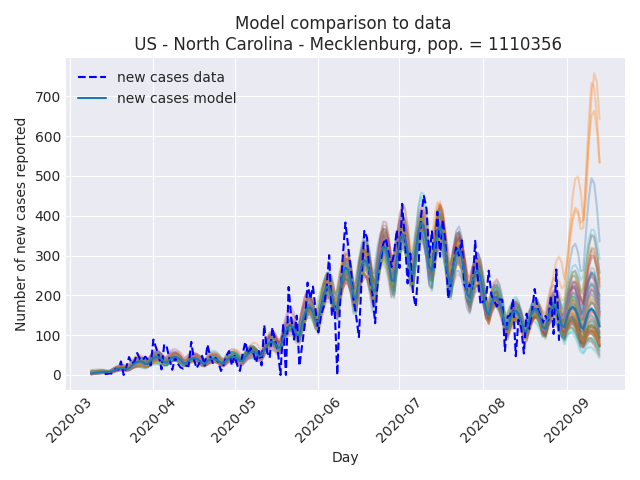 Model comparison to data
US - North Carolina - Mecklenburg, pop. = 1110356
new cases data
new cases model
Number of new cases reported
700
600
500
400
300
200
100
0
2020-03
2020-04
2020-05
2020-06
2020-07
2020-08
2020-09
Day